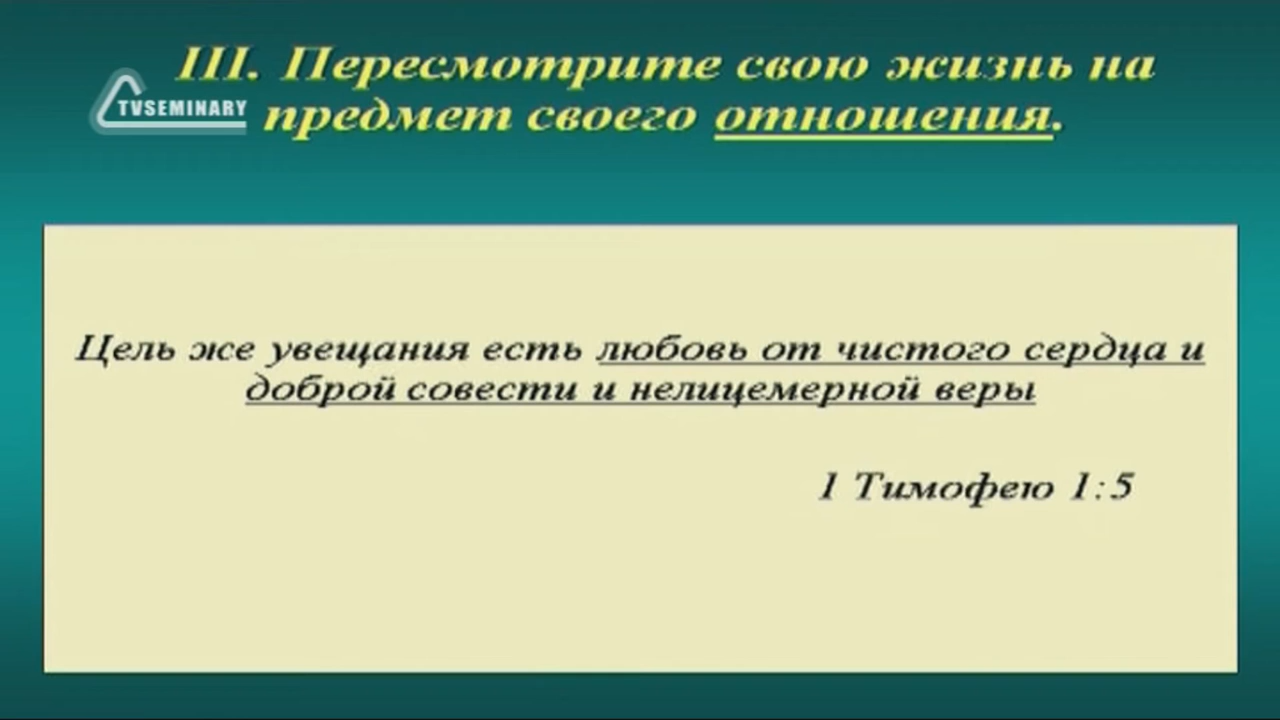 III. Пересмотрите свою жизнь на
TVSEMINARY
предмет своего отношения.
Цель же увещания есть любовь от чистого сердца и
доброй совести и нелицемерной веры
1 Тимофею 1:5